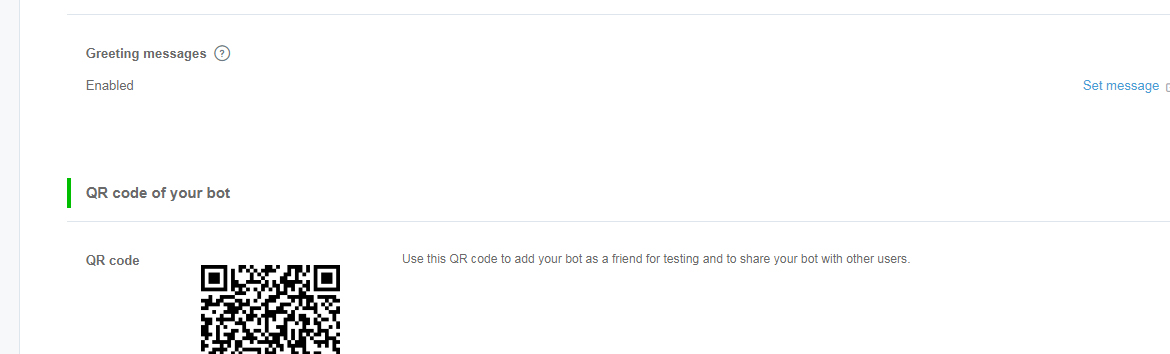 Greeting messages ?
Enabled
Set message
QR code of your bot
QR code
Use this QR code to add your bot as a friend for testing and to share your bot with other users.